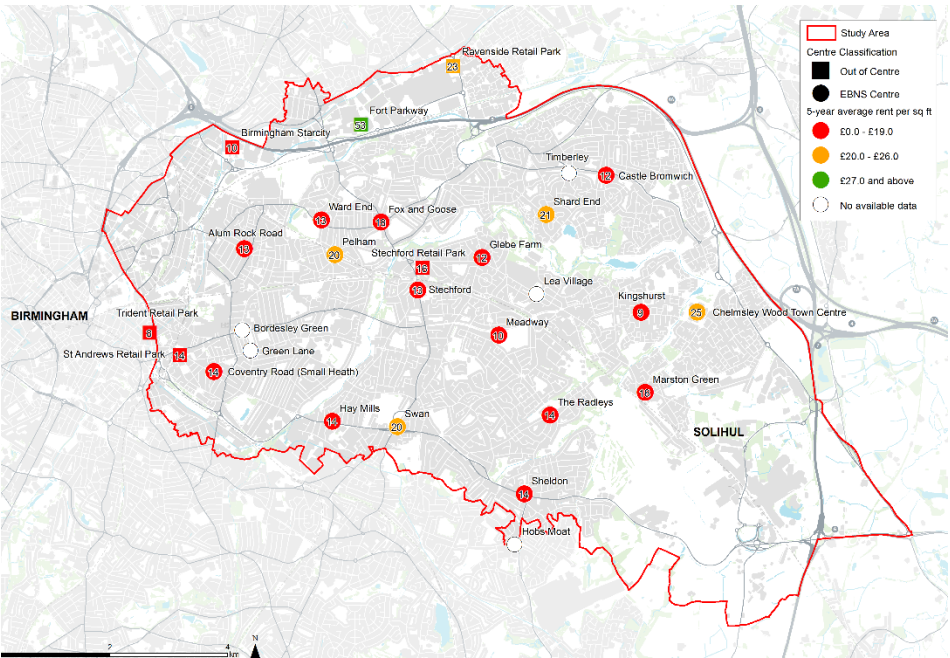 Study Area
Centre Classification
Out of Centre
EBNS Centre
5-year average rent per sq ft
£0.0 - £19.0
£20.0 - £26.0
£27.0 and above
No available data
Ravenside Retail Park
23
Fort Parkway
53
Birmingham Starcity
10
Timberley
12
Castle Bromwich
Ward End
13
Fox and Goose
18
Shard End
21
Alum Rock Road
13
Pelham
20
Stechford Retail Park
Glebe Farm
12
13
Stechford
Lea Village
Kingshurst
9
25
Chelmsley Wood Town Centre
BIRMINGHAM
Trident Retail Park
8
Bordesley Green
Meadway
10
St Andrews Retail Park
14
Green Lane
14
Coventry Road (Small Heath)
Marston Green
Hay Mills
14
Swan
20
The Radleys
14
SOLIHUL
Sheldon
14
Hobs Moat
2
4
km
N